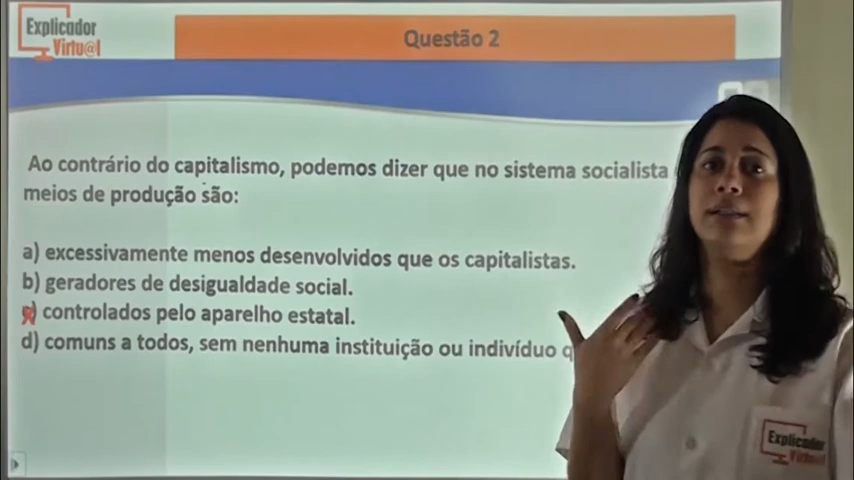 Explicador
Virtu@l
Questão 2
Ao contrário do capitalismo, podemos dizer que no sistema socialista
meios de produção são:
a) excessivamente menos desenvolvidos que os capitalistas.
b) geradores de desigualdade social.
c) controlados pelo aparelho estatal.
d) comuns a todos, sem nenhuma instituição ou indivíduo q
Explicador
Virtu@l